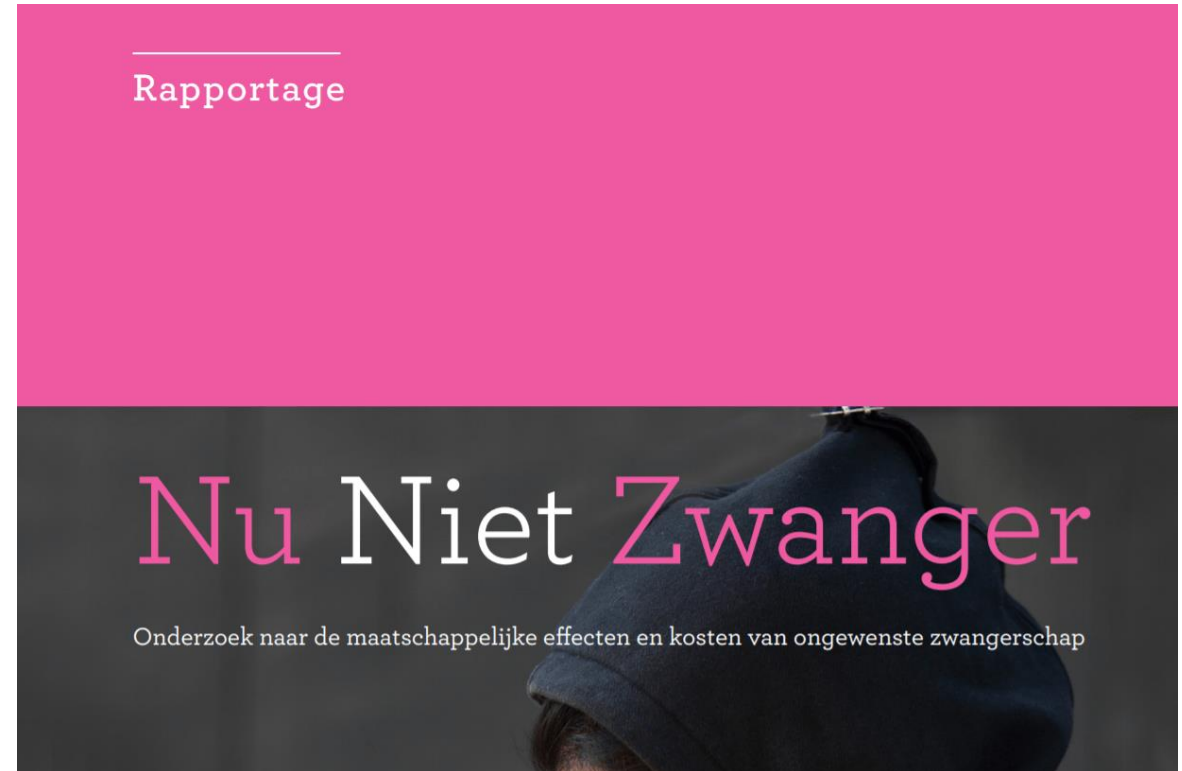 Rapportage
Nu Niet Zwanger
Onderzoek naar de maatschappelijke effecten en kosten van ongewenste zwangerschap